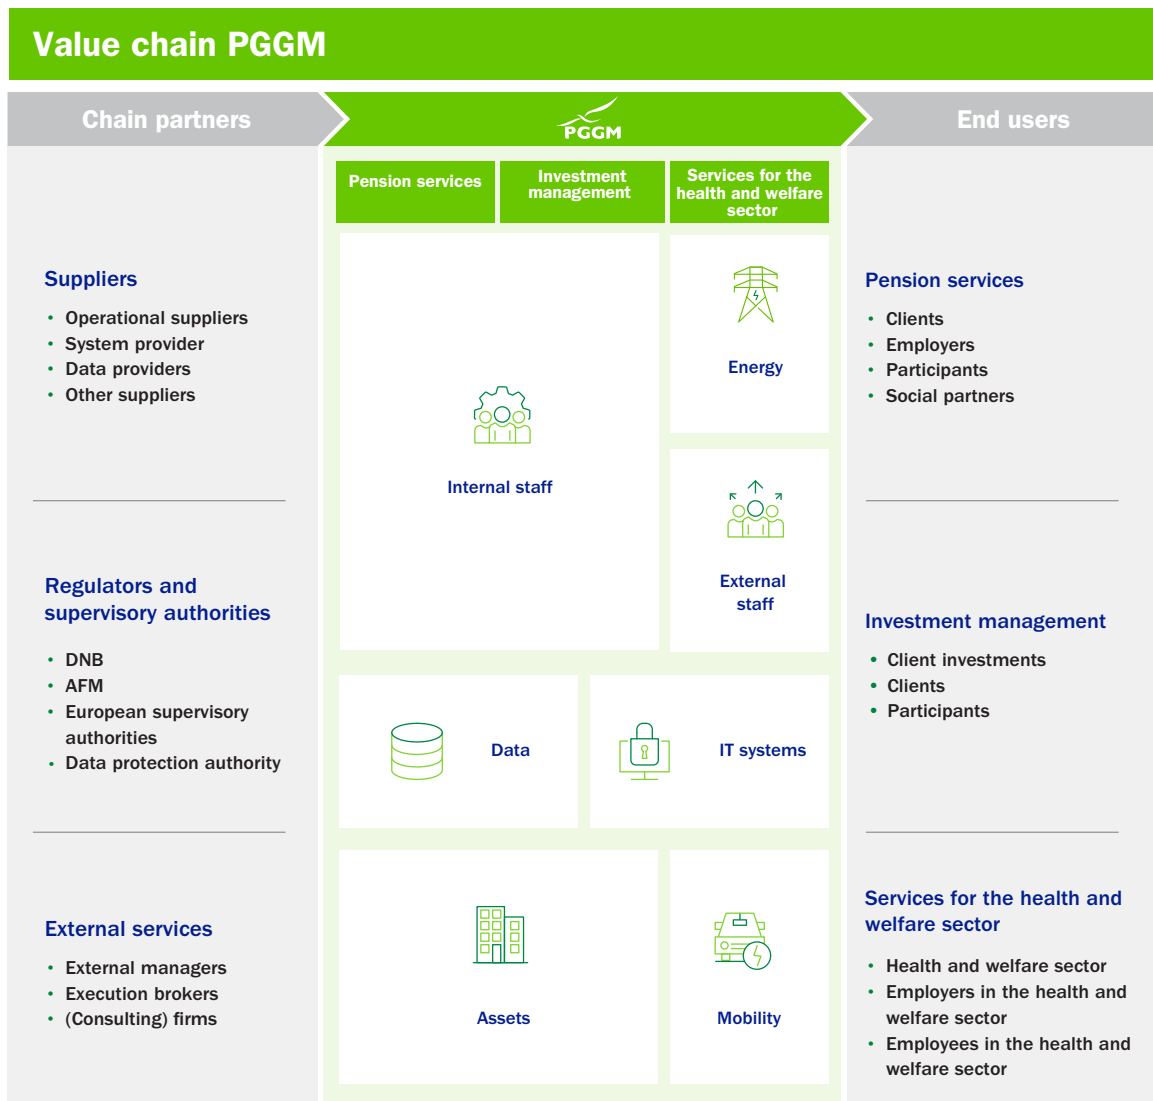 Value chain PGGM
Chain partners
PGGM
End users
Suppliers
• Operational suppliers
• System provider
• Data providers
• Other suppliers
Regulators and
supervisory authorities
• DNB
• AFM
• European supervisory
authorities
• Data protection authority
External services
• External managers
• Execution brokers
• (Consulting) firms
Pension services
Investment
management
Services for the
health and welfare
sector
Internal staff
Energy
External
staff
Data
IT systems
Assets
Mobility
Pension services
• Clients
• Employers
• Participants
• Social partners
Investment management
• Client investments
• Clients
• Participants
Services for the health and
welfare sector
• Health and welfare sector
• Employers in the health and
welfare sector
• Employees in the health and
welfare sector